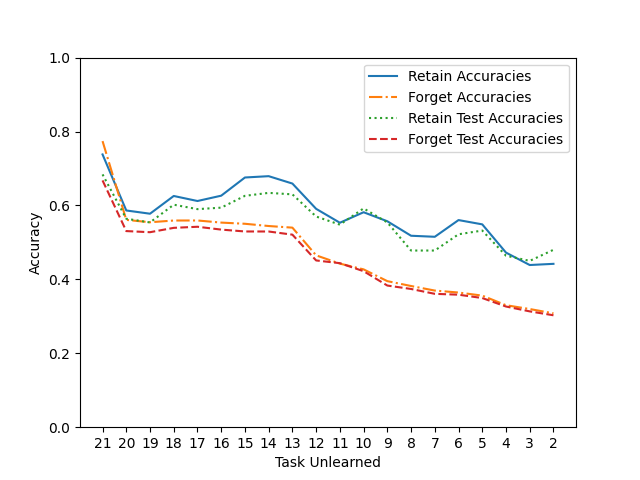 1.0
0.8
0.6
0.4
0.2
0.0
Accuracy
Retain Accuracies
Forget Accuracies
Retain Test Accuracies
Forget Test Accuracies
21 20 19 18 17 16 15 14 13 12 11 10 9 8 7 6 5 4 3 2
Task Unlearned